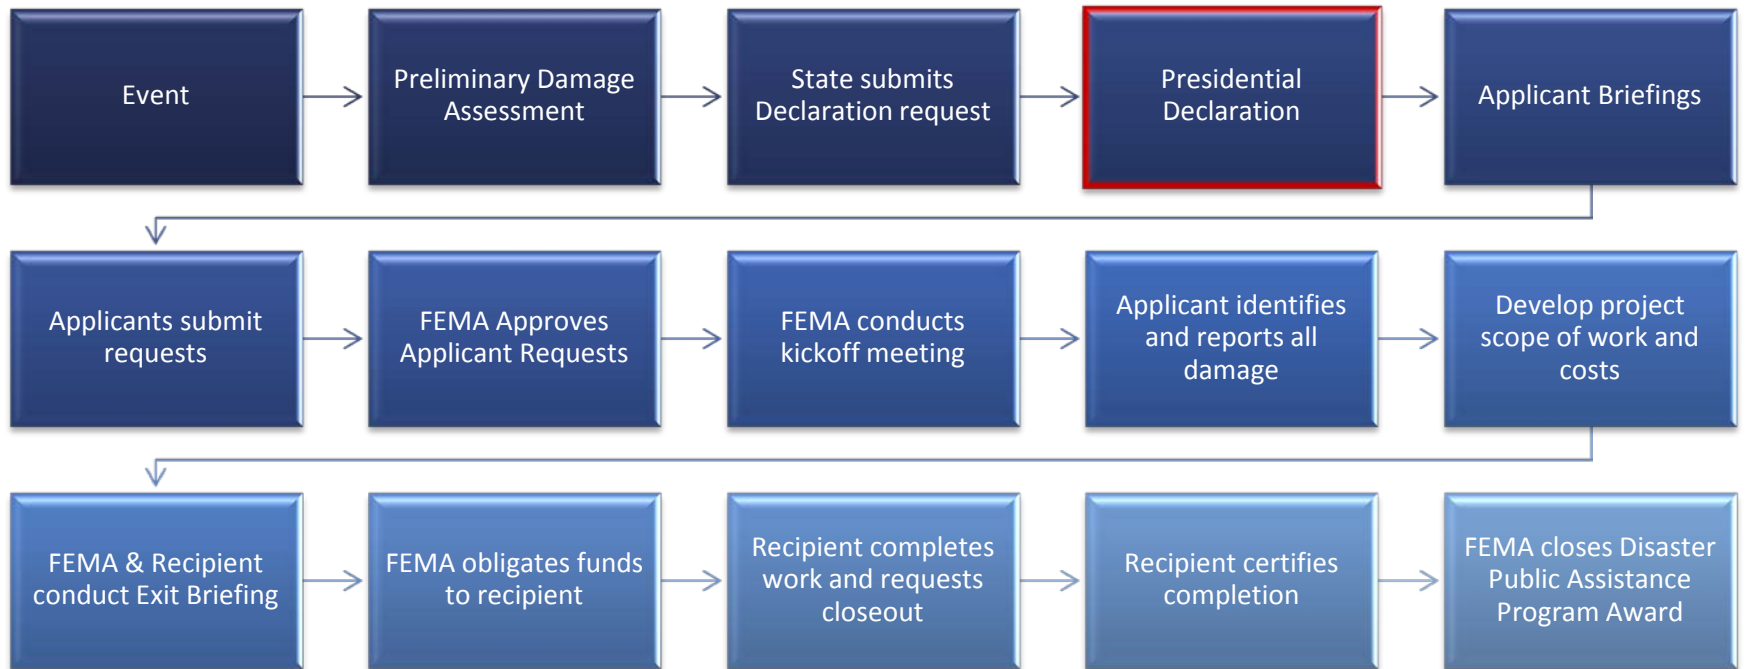 Event
Preliminary Damage
Assessment
State submits
Declaration request
Presidential
Declaration
Applicant Briefings
Applicants submit
requests
FEMA Approves
Applicant Requests
FEMA conducts
kickoff meeting
Applicant identifies
and reports all
damage
Develop project
scope of work and
costs
FEMA & Recipient
conduct Exit Briefing
FEMA obligates funds
to recipient
Recipient completes
work and requests
closeout
Recipient certifies
completion
FEMA closes Disaster
Public Assistance
Program Award